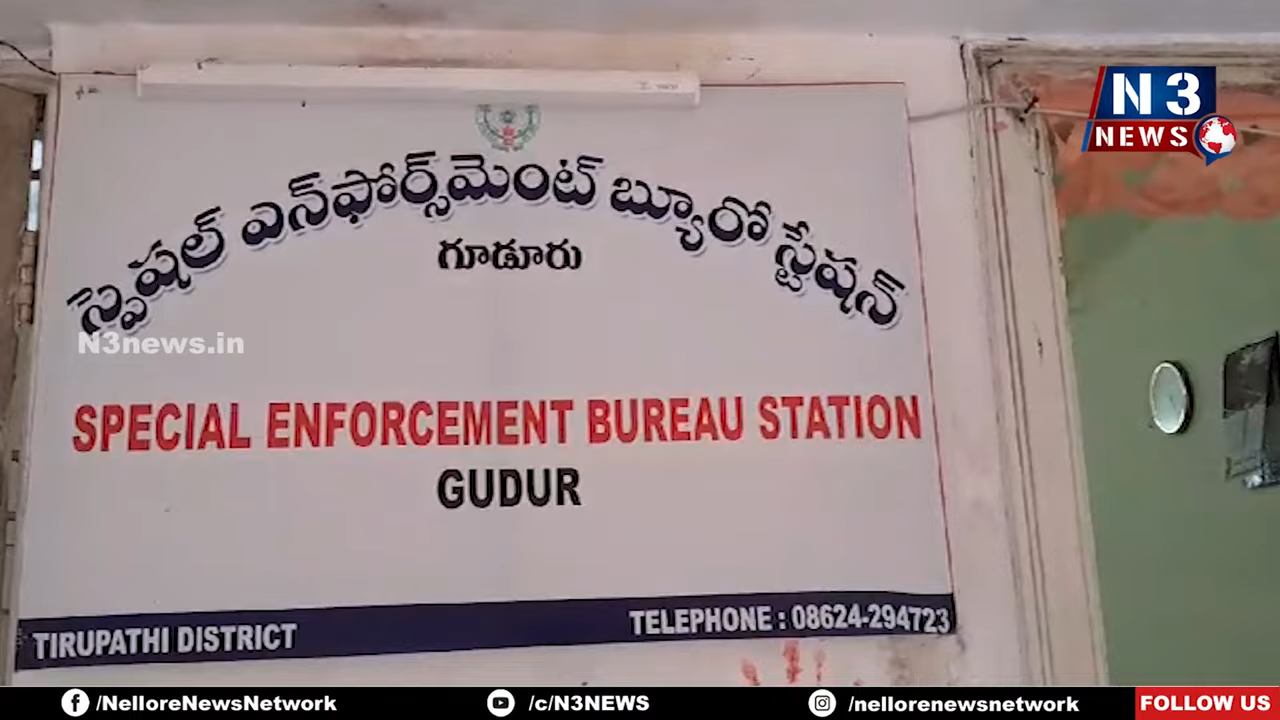 N3
NEWS
స్పెషల్ ఎన్‌ఫోర్స్‌మెంట్ బ్యూరో స్టేషన్
గూడూరు
N3news.in
SPECIAL ENFORCEMENT BUREAU STATION
GUDUR
TIRUPATHI DISTRICT
TELEPHONE : 08624-294723
/NelloreNewsNetwork
/c/N3NEWS
/nellorenewsnetwork
FOLLOW US